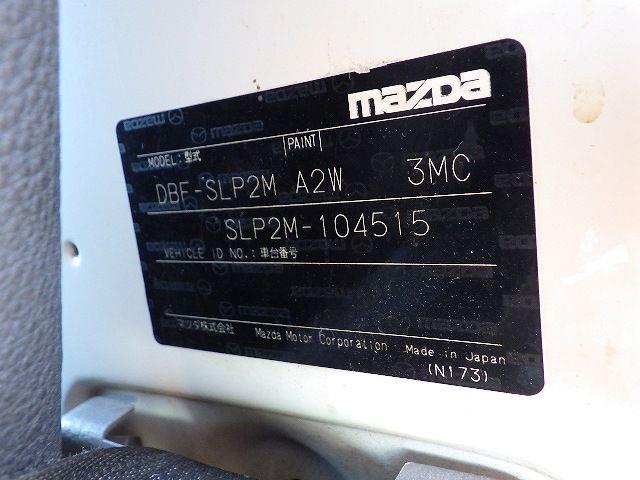 mazda
MODEL:型式 PAINT
DBF-SLP2M A2W 3MC
SLP2M-104515
VEHICLE ID NO.:車台番号
マツダ株式会社 Mazda Motor Corporation Made in Japan
(N173)